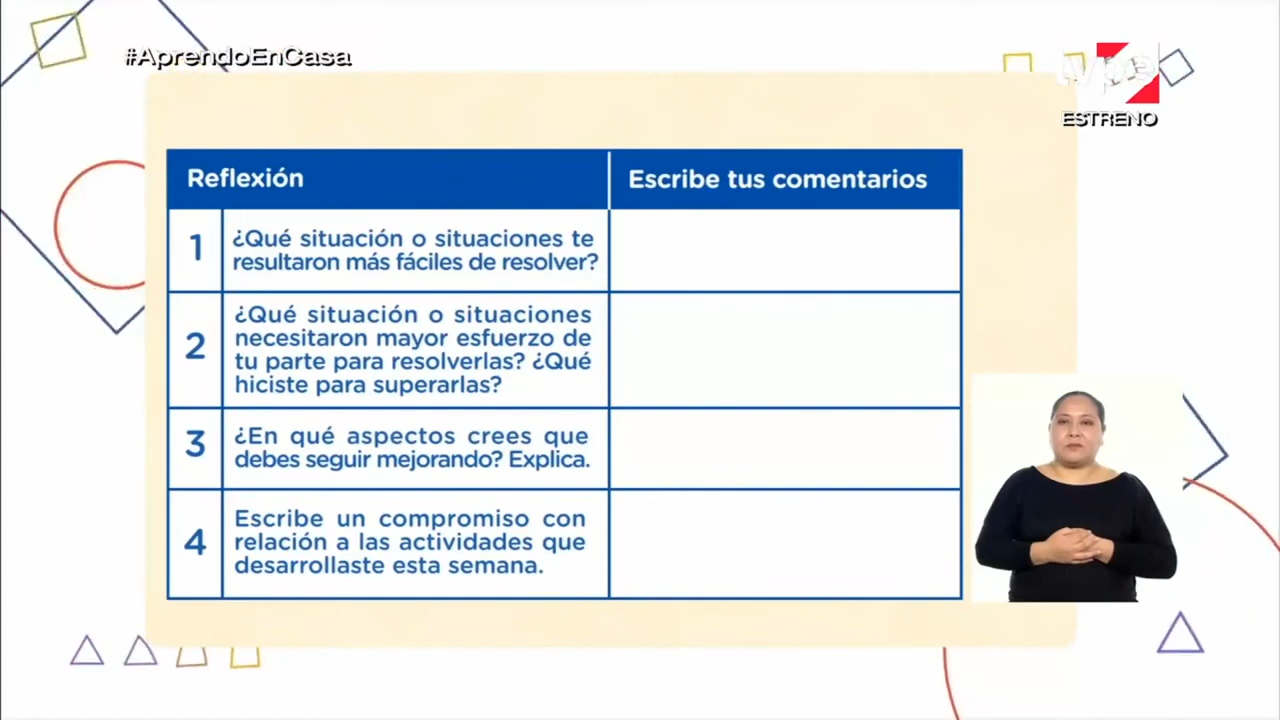 #AprendoEnCasa
tvpe
ESTRENO
Reflexión
Escribe tus comentarios
1
¿Qué situación o situaciones te
resultaron más fáciles de resolver?
2
¿Qué situación o situaciones
necesitaron mayor esfuerzo de
tu parte para resolverlas? ¿Qué
hiciste para superarlas?
3
¿En qué aspectos crees que
debes seguir mejorando? Explica.
4
Escribe un compromiso con
relación a las actividades que
desarrollaste esta semana.